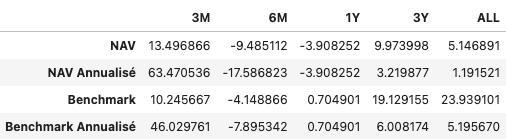 3M 6M 1Y 3Y ALL
NAV 13.496866 -9.485112 -3.908252 9.973998 5.146891
NAV Annualisé 63.470536 -17.586823 -3.908252 3.219877 1.191521
Benchmark 10.245667 -4.148866 0.704901 19.129155 23.939101
Benchmark Annualisé 46.029761 -7.895342 0.704901 6.008174 5.195670